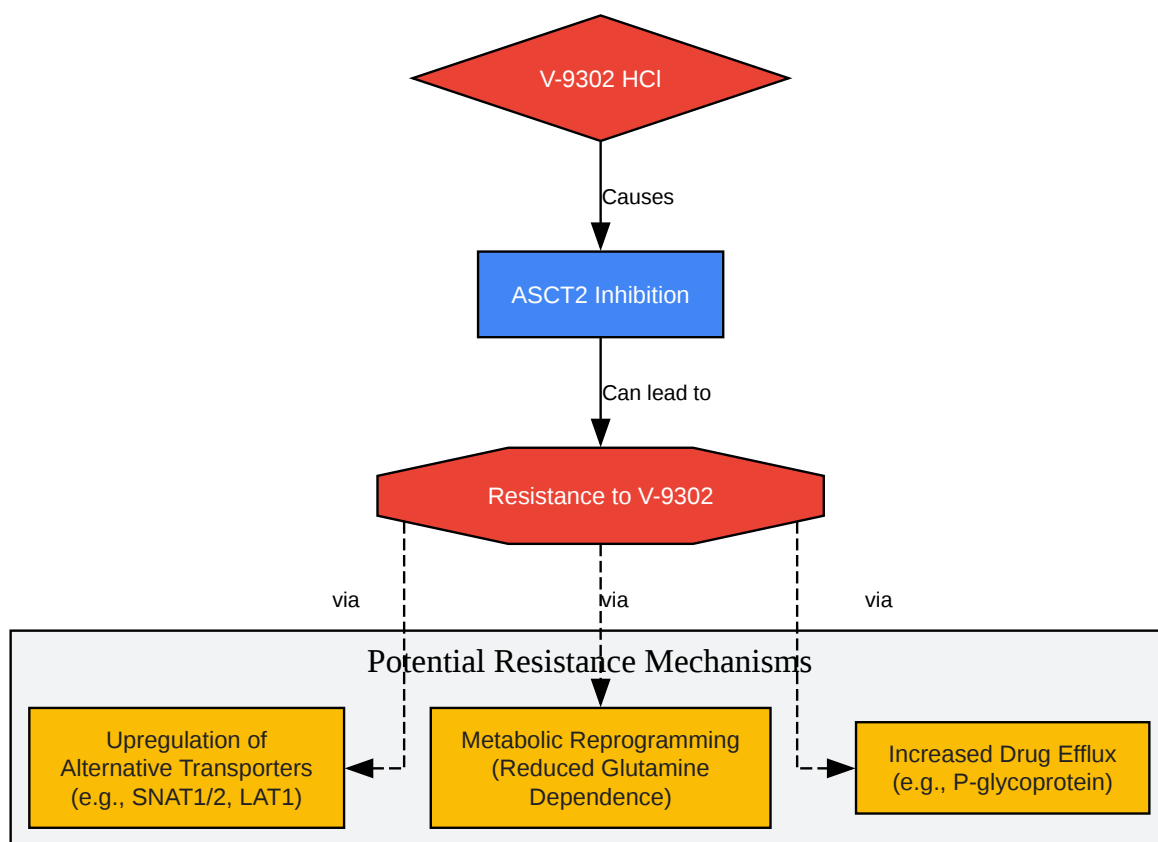 V-9302 HCl
Causes
ASCT2 Inhibition
Can lead to
Resistance to V-9302
via
via
via
Potential Resistance Mechanisms
Upregulation of
Alternative Transporters
(e.g., SNAT1/2, LAT1)
Metabolic Reprogramming
(Reduced Glutamine
Dependence)
Increased Drug Efflux
(e.g., P-glycoprotein)